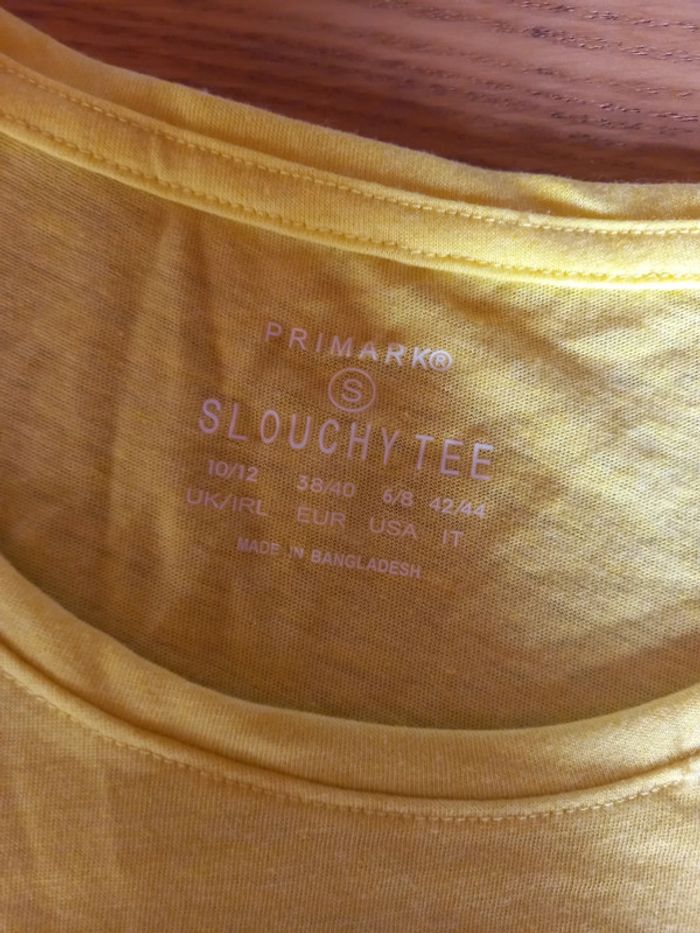 PRIMARK®
S
SLOUCHY TEE
10/12 38/40 6/8 42/44
UK/IRL EUR USA IT
MADE IN BANGLADESH